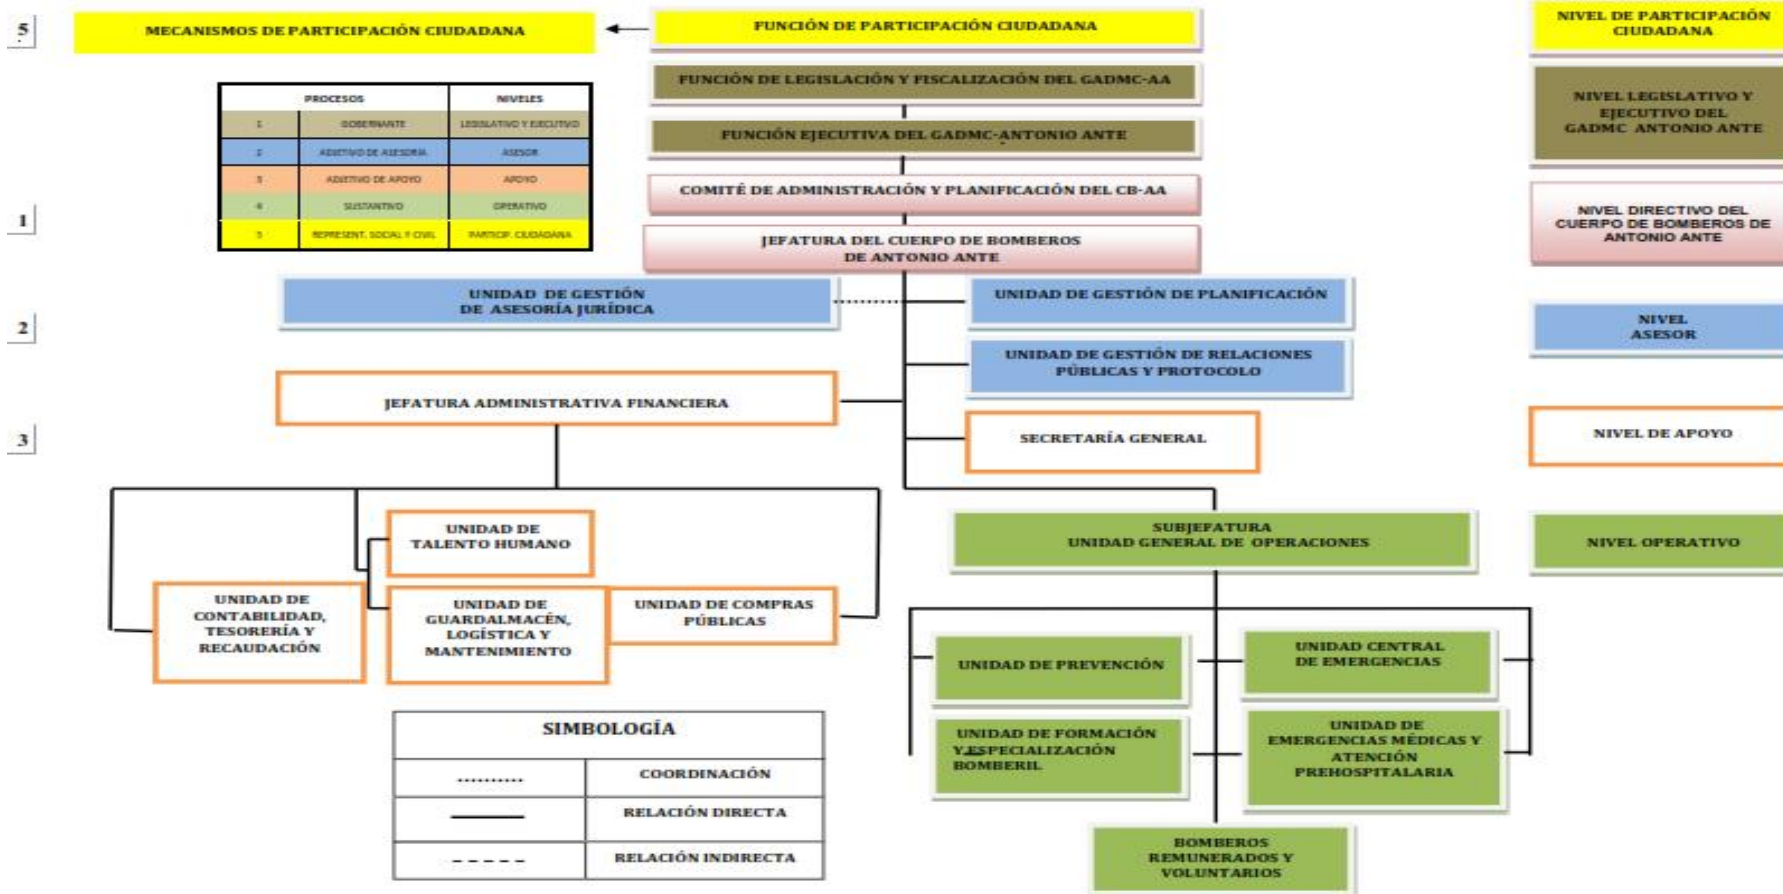 5
MECANISMOS DE PARTICIPACIÓN CIUDADANA
FUNCIÓN DE PARTICIPACIÓN CIUDADANA
NIVEL DE PARTICIPACIÓN
CIUDADANA
FUNCIÓN DE LEGISLACIÓN Y FISCALIZACIÓN DEL GADMC-AA
FUNCIÓN EJECUTIVA DEL GADMC-ANTONIO ANTE
NIVEL LEGISLATIVO Y
EJECUTIVO DEL
GADMC ANTONIO ANTE
PROCESOS NIVELES
1 GOBERNANTE LEGISLATIVO Y EJECUTIVO
2 ADJETIVO DE ASESORIA ASESOR
3 ADJETIVO DE APOYO APOYO
4 SUSTANTIVO OPERATIVO
5 REPRESENT. SOCIAL Y CIVIL PARTICIP. CIUDADANA
1
COMITÉ DE ADMINISTRACIÓN Y PLANIFICACIÓN DEL CB-AA
JEFATURA DEL CUERPO DE BOMBEROS
DE ANTONIO ANTE
NIVEL DIRECTIVO DEL
CUERPO DE BOMBEROS DE
ANTONIO ANTE
2
UNIDAD DE GESTIÓN
DE ASESORÍA JURÍDICA
UNIDAD DE GESTIÓN DE PLANIFICACIÓN
UNIDAD DE GESTIÓN DE RELACIONES
PÚBLICAS Y PROTOCOLO
NIVEL
ASESOR
3
JEFATURA ADMINISTRATIVA FINANCIERA
SECRETARÍA GENERAL
NIVEL DE APOYO
UNIDAD DE
TALENTO HUMANO
UNIDAD DE
CONTABILIDAD,
TESORERÍA Y
RECAUDACIÓN
UNIDAD DE
GUARDALMACÉN,
LOGÍSTICA Y
MANTENIMIENTO
UNIDAD DE COMPRAS
PÚBLICAS
SUBJEFATURA
UNIDAD GENERAL DE OPERACIONES
NIVEL OPERATIVO
UNIDAD DE PREVENCIÓN
UNIDAD CENTRAL
DE EMERGENCIAS
UNIDAD DE FORMACIÓN
Y ESPECIALIZACIÓN
BOMBERIL
UNIDAD DE
EMERGENCIAS MÉDICAS Y
ATENCIÓN
PREHOSPITALARIA
BOMBEROS
REMUNERADOS Y
VOLUNTARIOS
SIMBOLOGÍA
COORDINACIÓN
RELACIÓN DIRECTA
RELACIÓN INDIRECTA